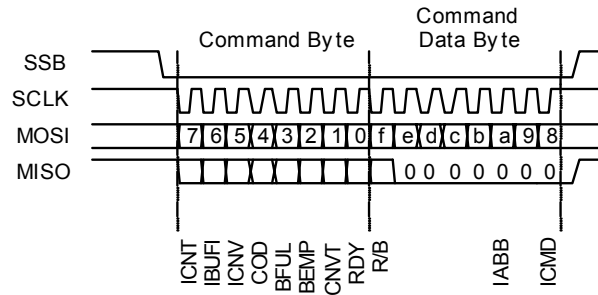 Command Byte
Command
Data Byte
SSB
SCLK
MOSI 7 6 5 4 3 2 1 0 f e d c b a 9 8
MISO 0 0 0 0 0 0 0
ICNT IBUFI ICNV COD BFUL BEMP CNVT RDY R/B IABB ICMD